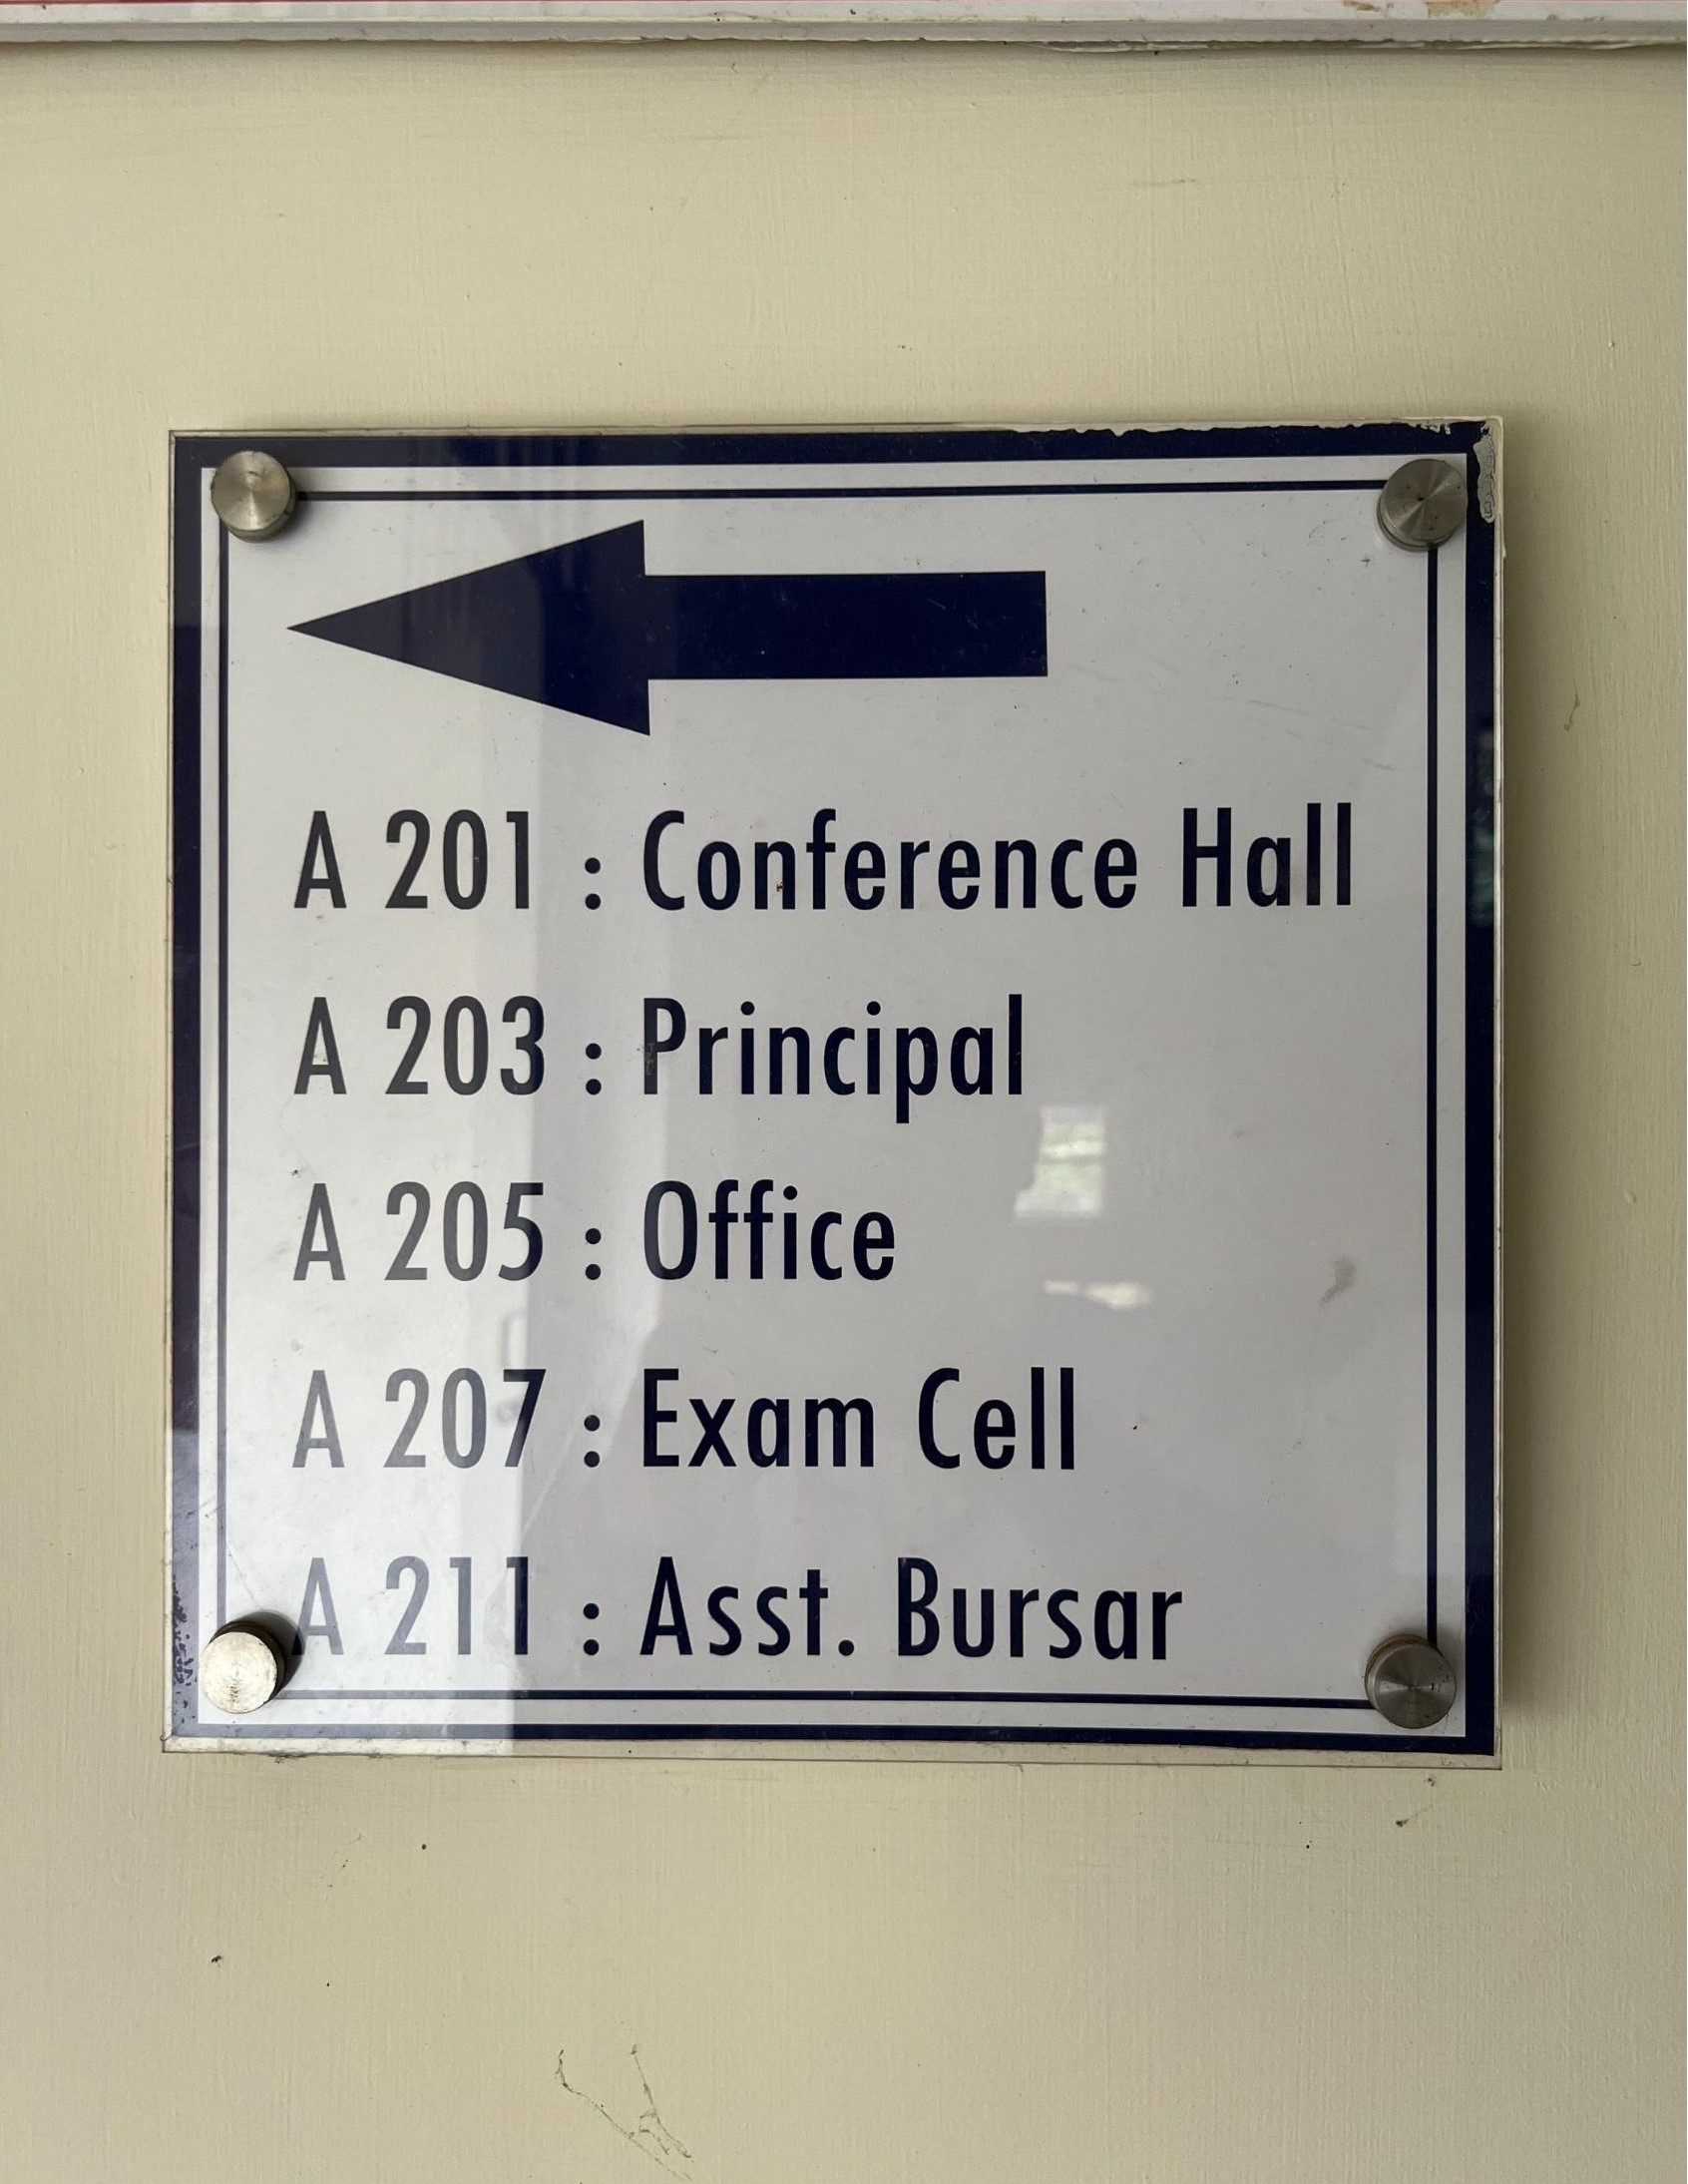 A 201 : Conference Hall
A 203 : Principal
A 205 : Office
A 207 : Exam Cell
A 211 : Asst. Bursar